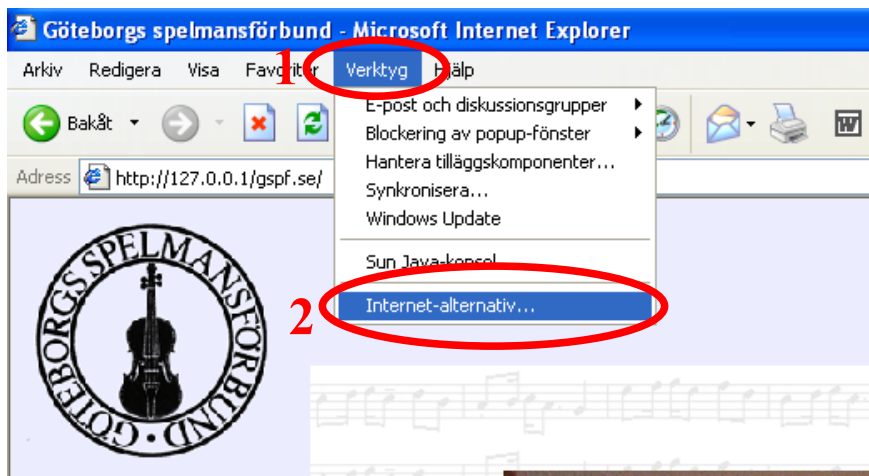 Göteborgs spelmansförbund - Microsoft Internet Explorer
Arkiv Redigera Visa Favoriter Verktyg Hjälp
1
E-post och diskussionsgrupper
Bakåt
Blockering av popup-fönster
W
Hantera tilläggskomponenter...
Adress http://127.0.0.1/gspf.se/
Synkronisera...
Windows Update
Sun Java-konsol
Internet-alternativ...
2
GÖTEBORGS SPELMANSFÖRBUND